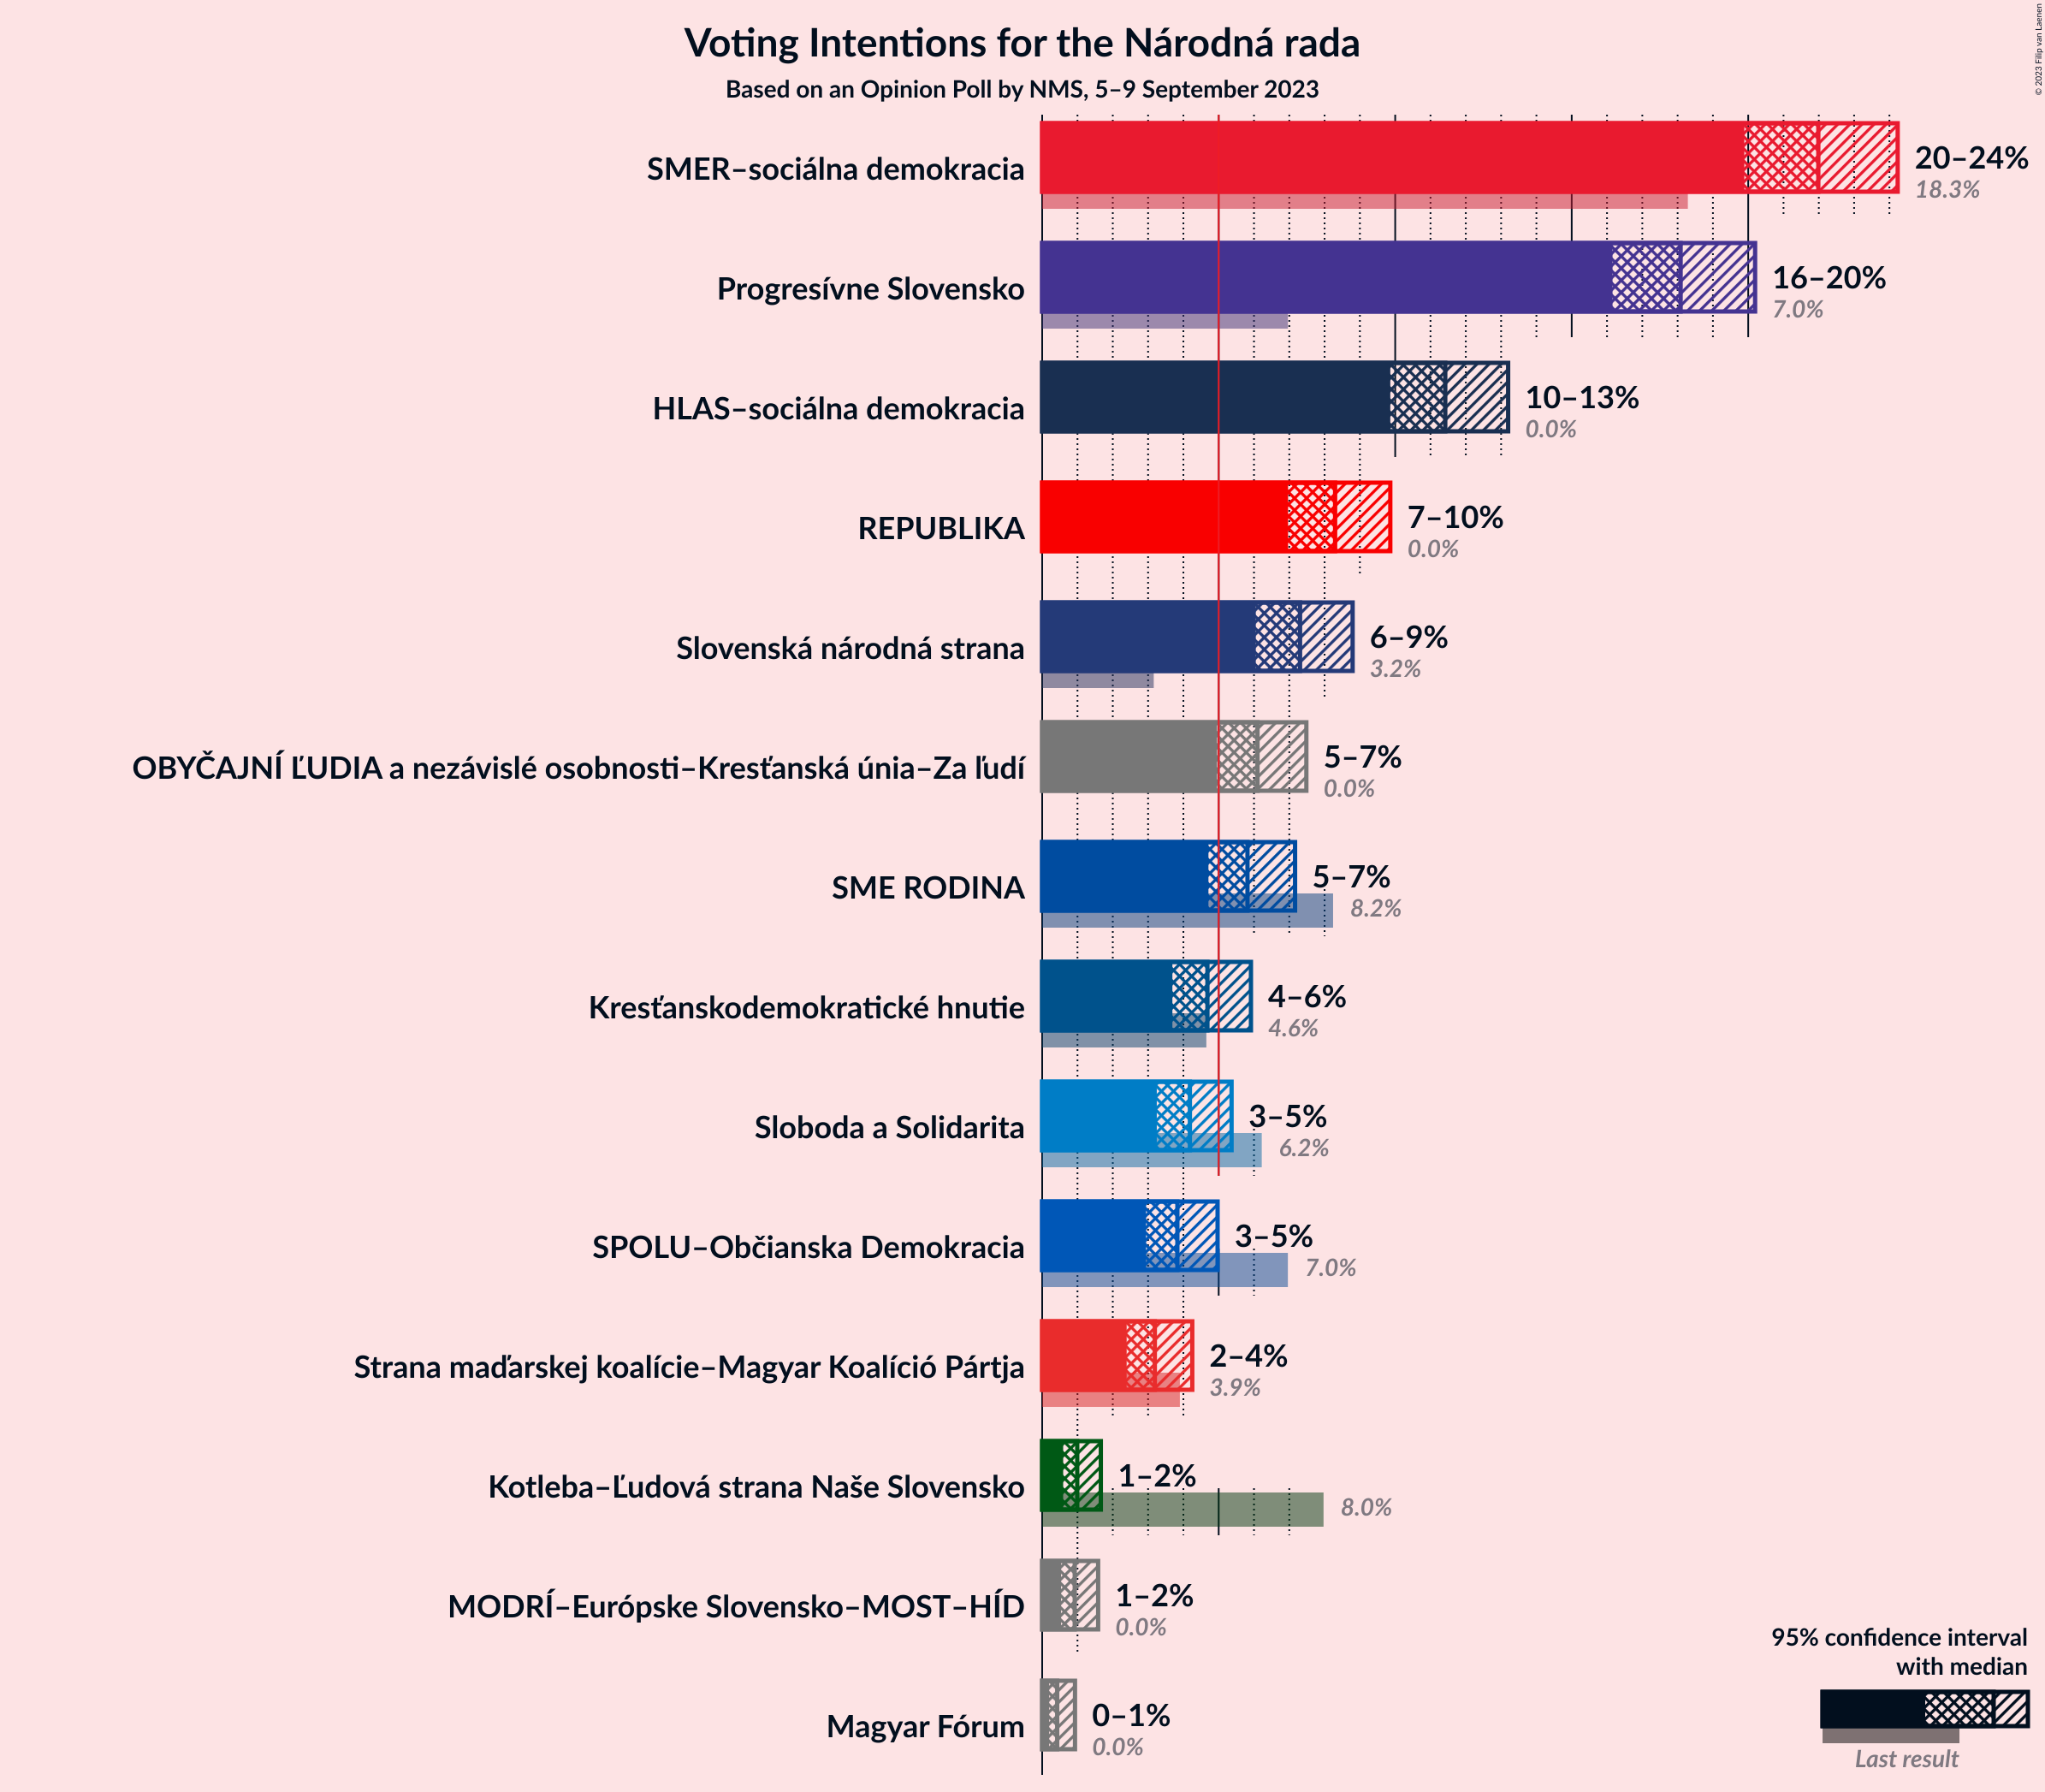 Voting Intentions for the Národná rada
Based on an Opinion Poll by NMS, 5–9 September 2023
© 2023 Filip van Laenen
SMER–sociálna demokracia
20–24%
18.3%
Progresívne Slovensko
16–20%
7.0%
HLAS–sociálna demokracia
10–13%
0.0%
REPUBLIKA
7–10%
0.0%
Slovenská národná strana
6–9%
3.2%
OBYČAJNÍ ĽUDIA a nezávislé osobnosti–Kresťanská únia–Za ľudí
5–7%
0.0%
SME RODINA
5–7%
8.2%
Kresťanskodemokratické hnutie
4–6%
4.6%
Sloboda a Solidarita
3–5%
6.2%
SPOLU–Občianska Demokracia
3–5%
7.0%
Strana maďarskej koalície–Magyar Koalíció Pártja
2–4%
3.9%
Kotleba–Ľudová strana Naše Slovensko
1–2%
8.0%
MODRÍ–Európske Slovensko–MOST–HÍD
1–2%
0.0%
Magyar Fórum
0–1%
0.0%
95% confidence interval
with median
Last result